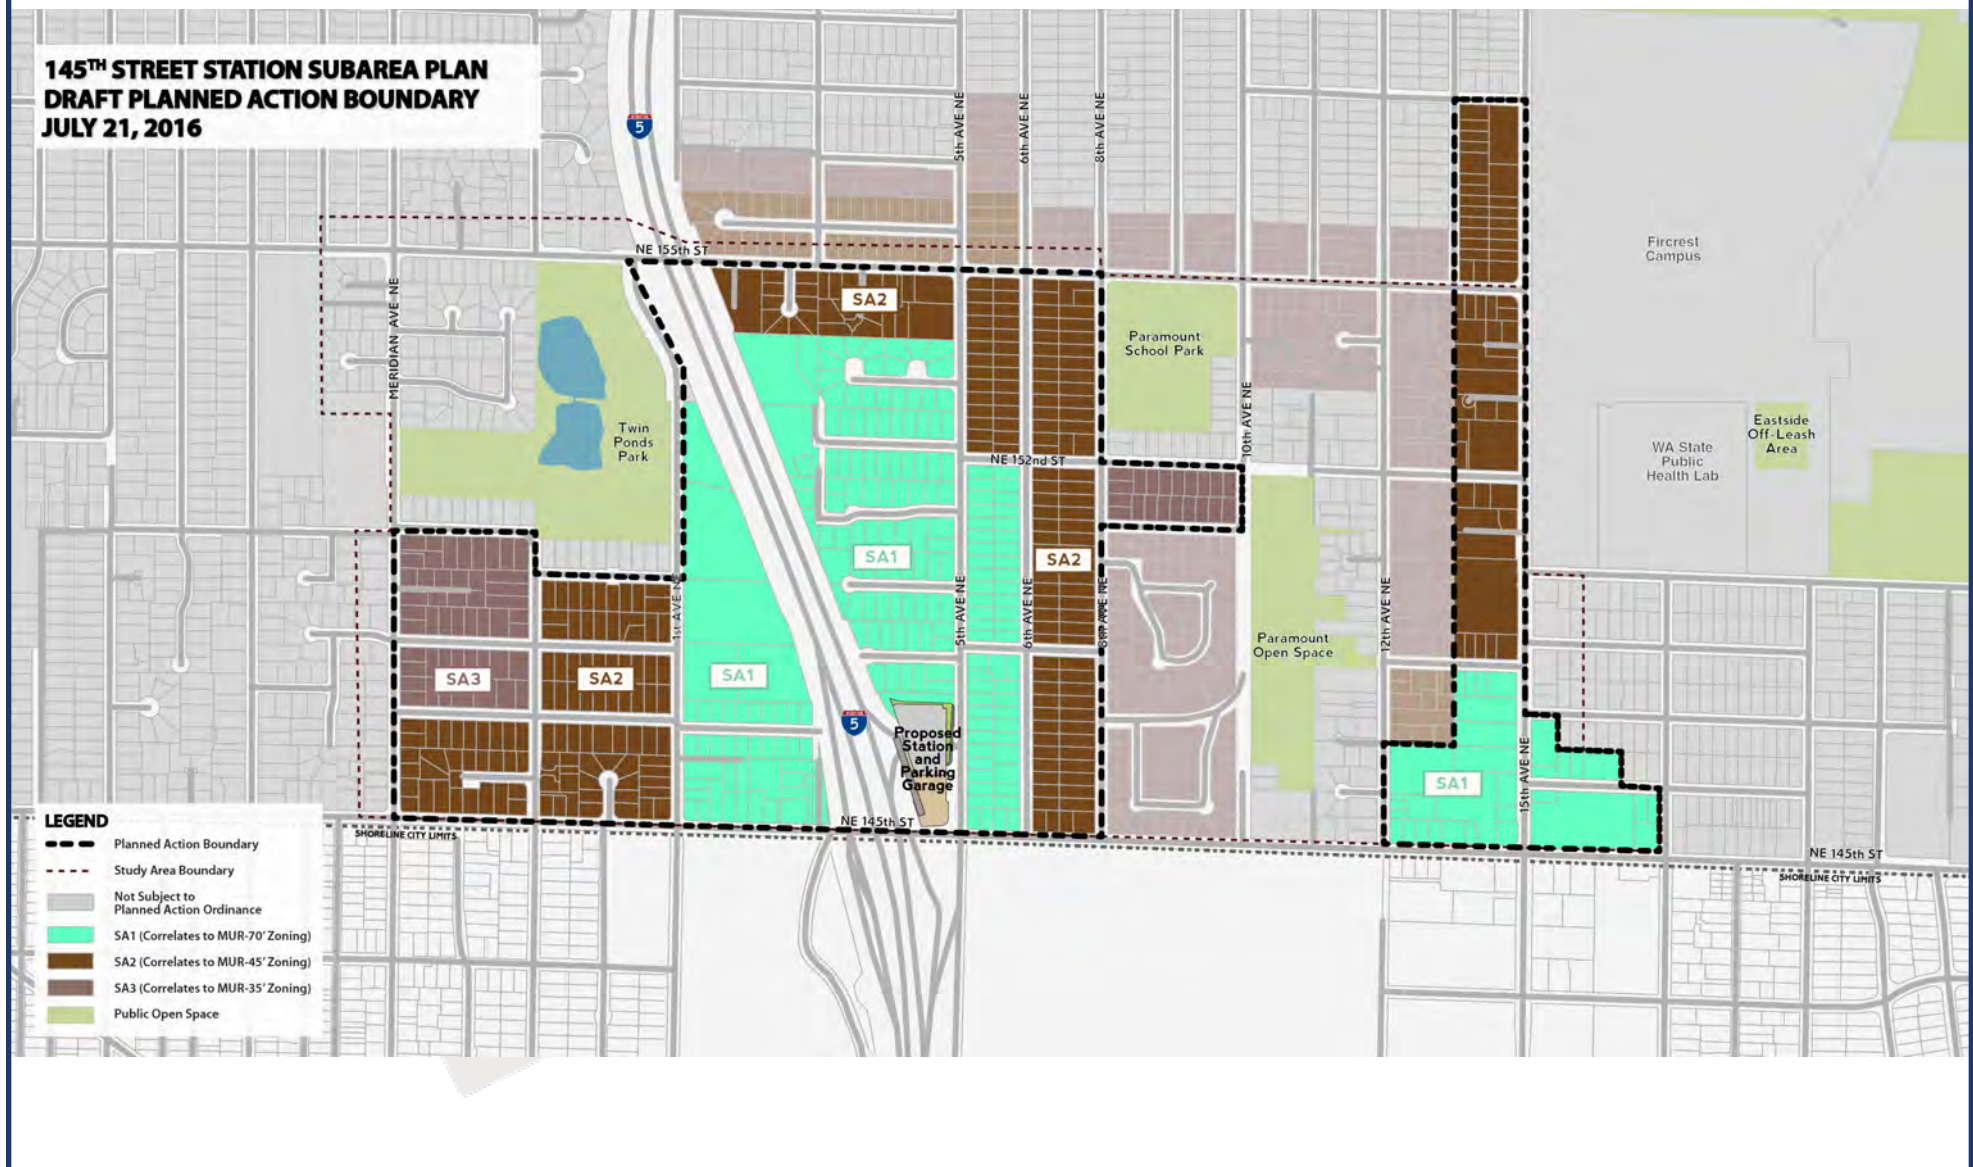 145TH STREET STATION SUBAREA PLAN
DRAFT PLANNED ACTION BOUNDARY
JULY 21, 2016
5
5th AVE NE
6th AVE NE
8th AVE NE
NE 155th ST
MERIDIAN AVE NE
SA2
Fircrest
Campus
Paramount
School Park
Twin
Ponds
Park
10th AVE NE
NE 152nd ST
Eastside
Off-Leash
Area
WA State
Public
Health Lab
SA1
SA2
1st AVE NE
5th AVE NE
6th AVE NE
8th AVE NE
12th AVE NE
Paramount
Open Space
SA3
SA2
SA1
5
Proposed
Station
and
Parking
Garage
15th AVE NE
SA1
NE 145th ST
SHORELINE CITY LIMITS
NE 145th ST
SHORELINE CITY LIMITS
LEGEND
Planned Action Boundary
Study Area Boundary
Not Subject to
Planned Action Ordinance
SA1 (Correlates to MUR-70' Zoning)
SA2 (Correlates to MUR-45' Zoning)
SA3 (Correlates to MUR-35' Zoning)
Public Open Space